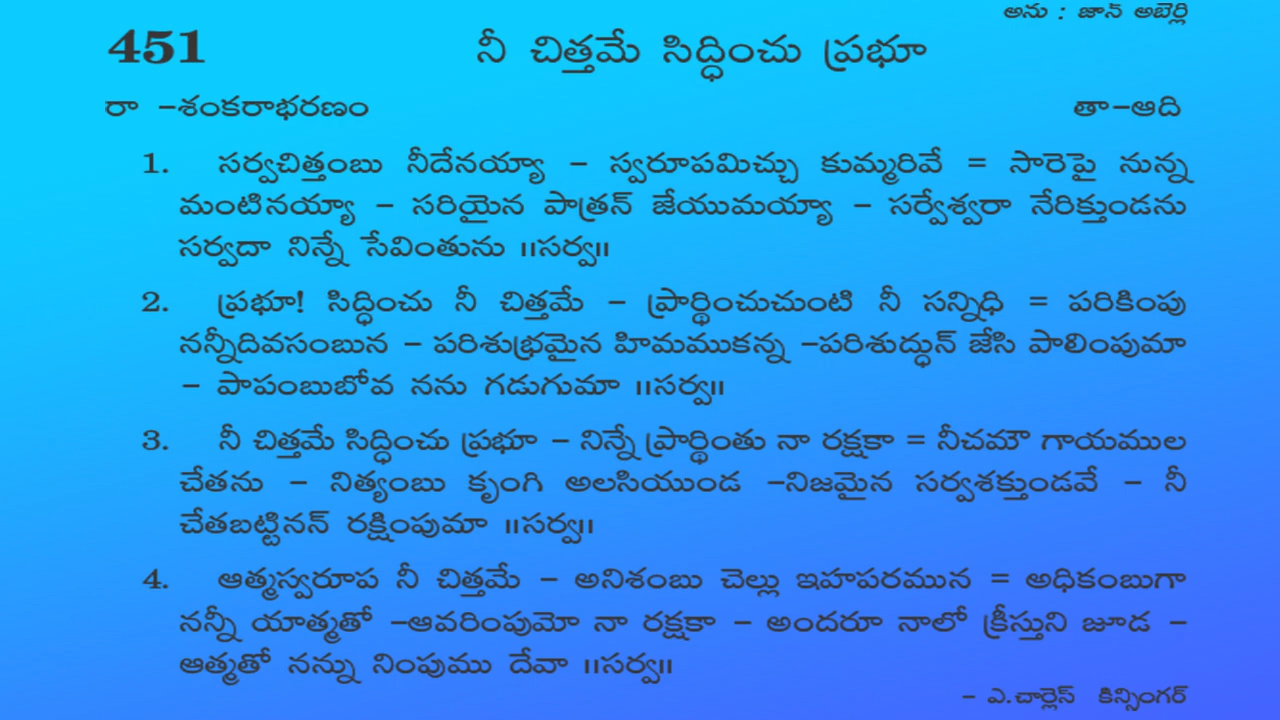 అను : జాన్ అబెర్లి
451 నీ చిత్తమే సిద్ధించు ప్రభూ
రా -శంకరాభరణం తా-ఆది
1. సర్వచిత్తంబు నీదేనయ్యా - స్వరూపమిచ్చు కుమ్మరివే = సారెపై నున్న
మంటినయ్యా - సరియైన పాత్రన్ జేయుమయ్యా - సర్వేశ్వరా నేరిక్తుండను
సర్వదా నిన్నే సేవింతును ॥సర్వ॥
2. ప్రభూ! సిద్ధించు నీ చిత్తమే - ప్రార్థించుచుంటి నీ సన్నిధి = పరికింపు
నన్నీదివసంబున - పరిశుభ్రమైన హిమముకన్న -పరిశుద్ధున్ జేసి పాలింపుమా
- పాపంబుబోవ నను గడుగుమా ॥సర్వ॥
3. నీ చిత్తమే సిద్ధించు ప్రభూ - నిన్నే ప్రార్థింతు నా రక్షకా = నీచమౌ గాయముల
చేతను - నిత్యంబు కృంగి అలసియుండ -నిజమైన సర్వశక్తుండవే - నీ
చేతబట్టినన్ రక్షింపుమా ॥సర్వ॥
4. ఆత్మస్వరూప నీ చిత్తమే - అనిశంబు చెల్లు ఇహపరమున = అధికంబుగా
నన్నీ యాత్మతో -ఆవరింపుమో నా రక్షకా - అందరూ నాలో క్రీస్తుని జూడ -
ఆత్మతో నన్ను నింపుము దేవా ॥సర్వ॥
- ఎ.చార్లెస్ కిన్సింగర్